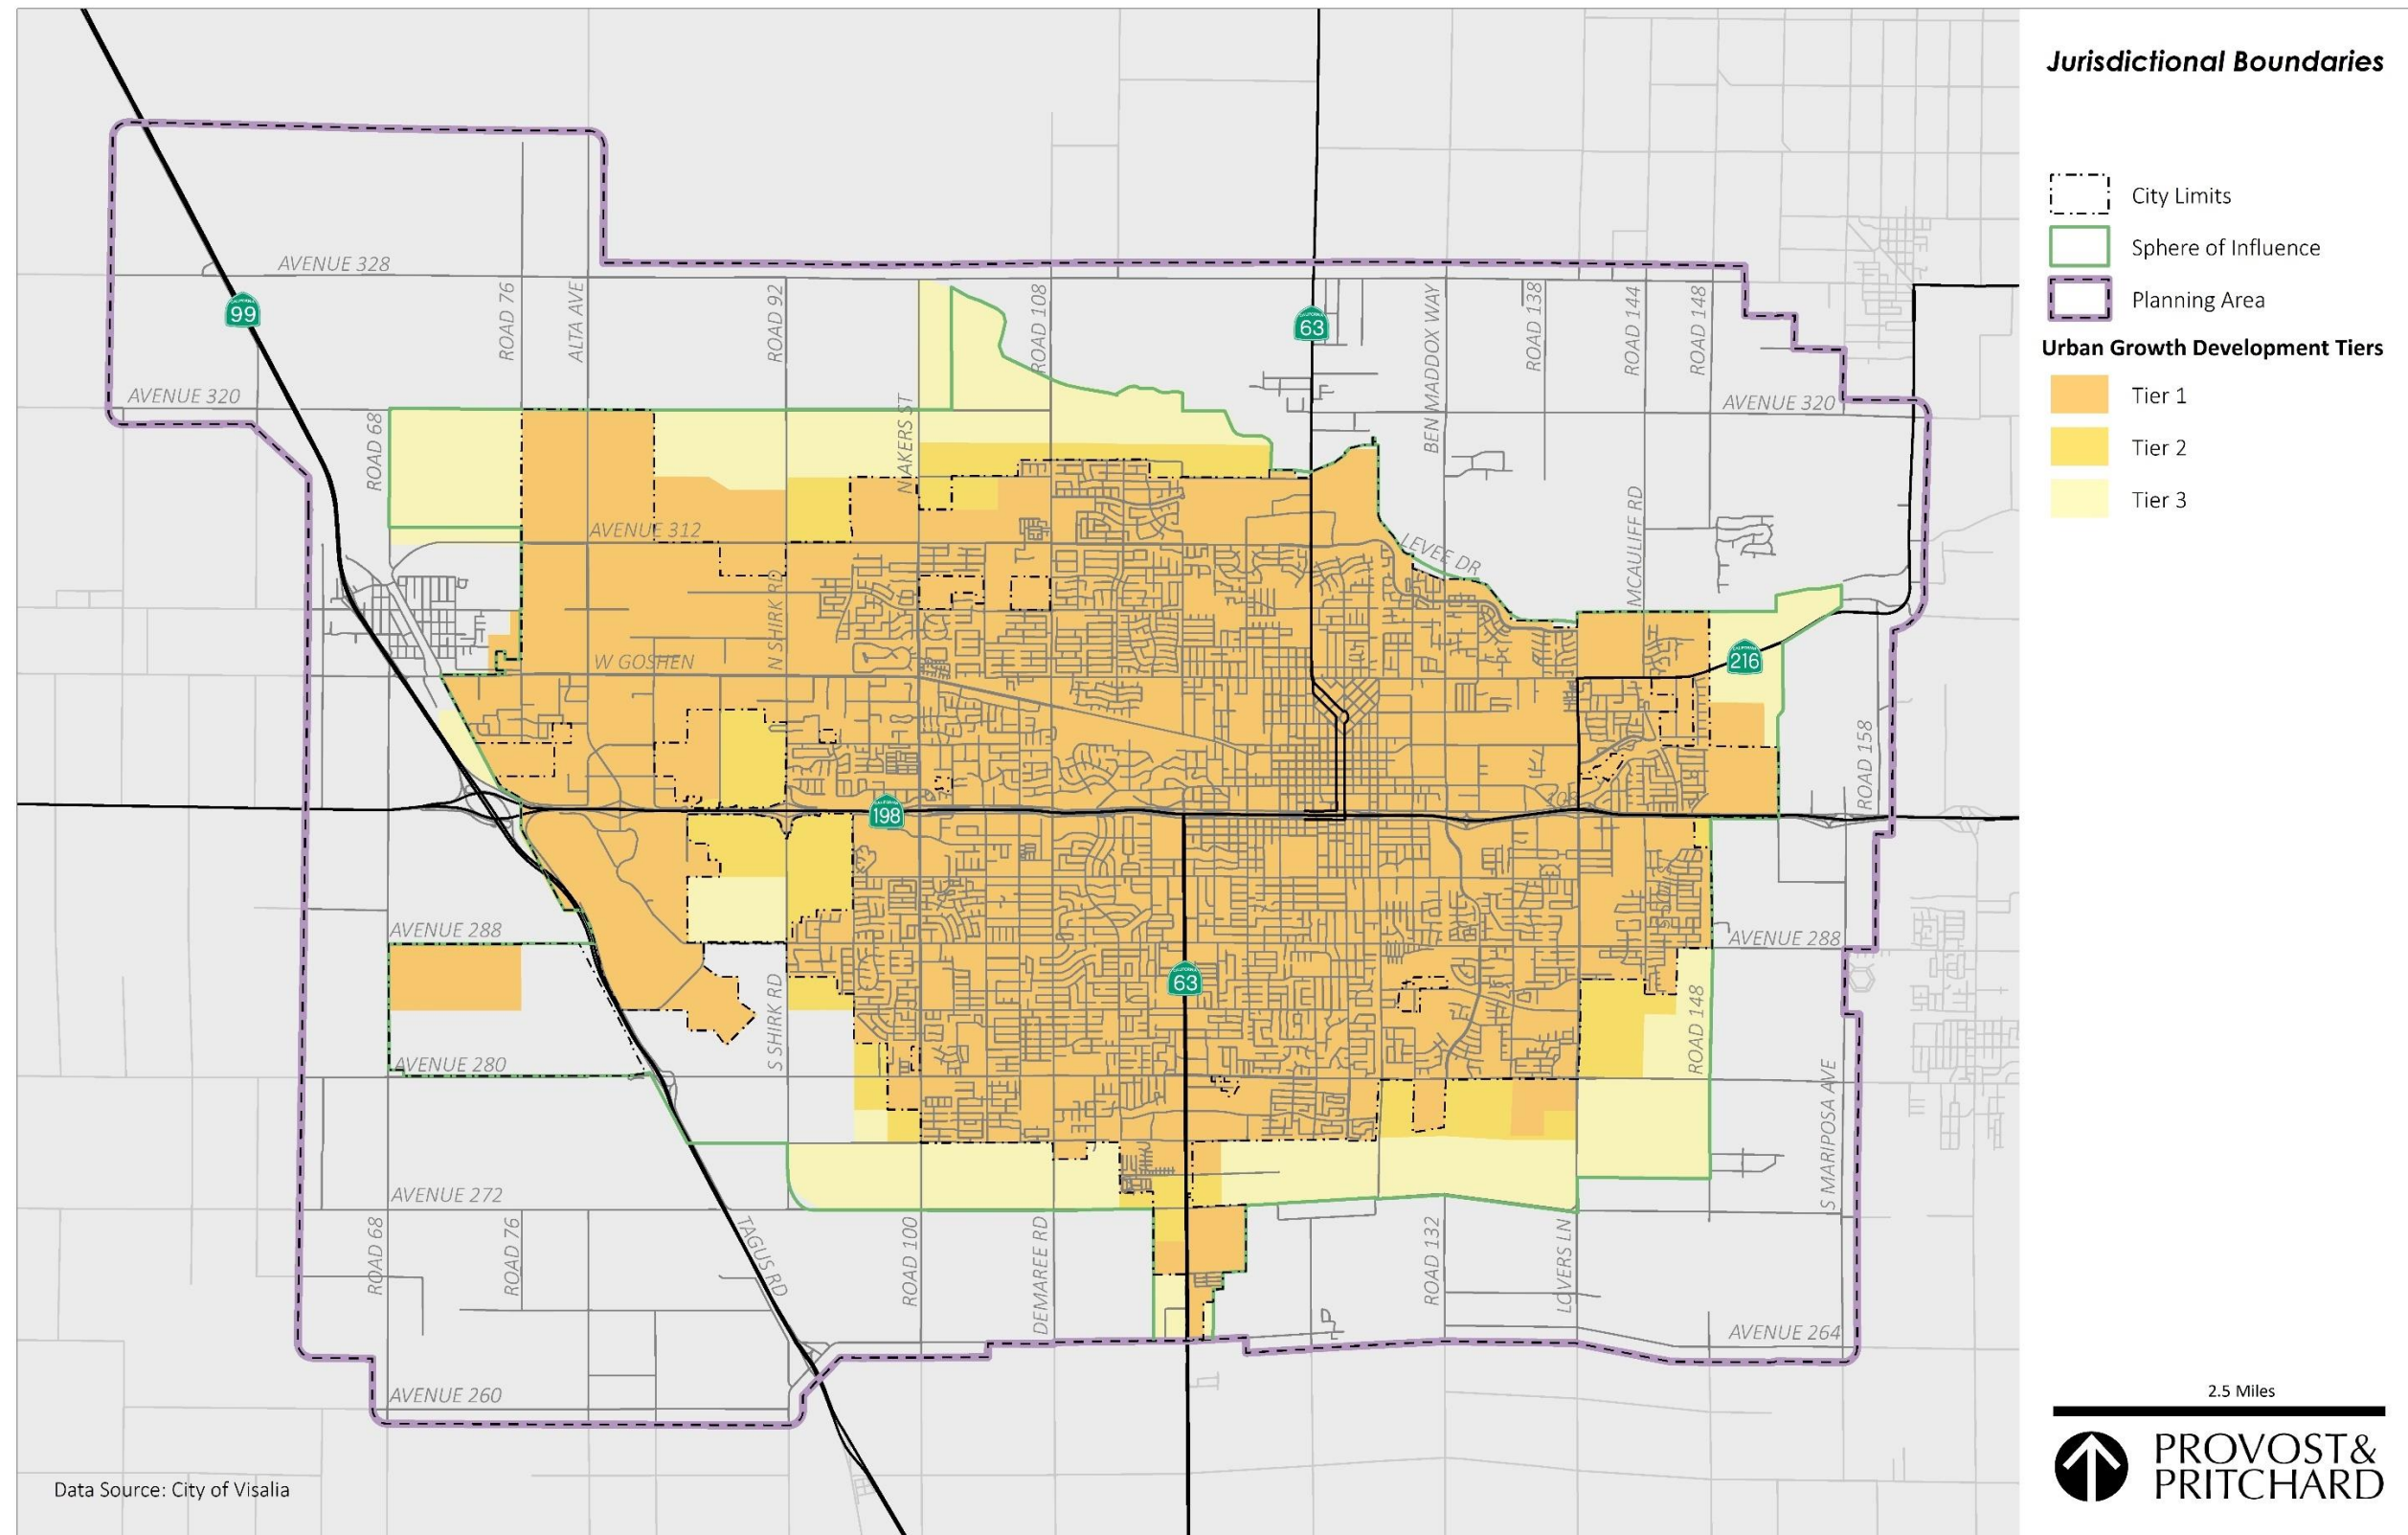 Jurisdictional Boundaries
City Limits
Sphere of Influence
Planning Area
Urban Growth Development Tiers
Tier 1
Tier 2
Tier 3
AVENUE 328
99
ROAD 76
ALTA AVE
ROAD 92
ROAD 108
63
BEN MADDOX WAY
ROAD 138
ROAD 144
ROAD 148
AVENUE 320
ROAD 68
N AKERS ST
AVENUE 320
AVENUE 312
LEVEE DR
MCAULIFF RD
N SHIRK RD
W GOSHEN
216
ROAD 158
198
AVENUE 288
AVENUE 288
63
S SHIRK RD
ROAD 148
AVENUE 280
S MARIPOSA AVE
AVENUE 272
ROAD 68
ROAD 76
TAGUS RD
ROAD 100
DEMAREE RD
ROAD 132
LOVERS LN
AVENUE 264
AVENUE 260
2.5 Miles
PROVOST&
PRITCHARD
Data Source: City of Visalia